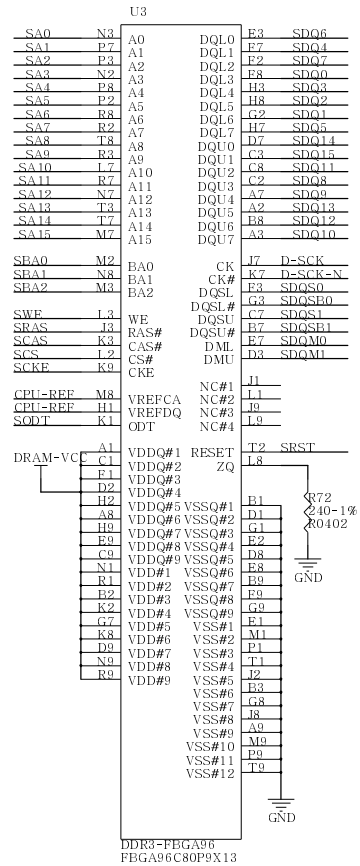 U3
SA0 N3 A0 DQL0 E3 SDQ6
SA1 P7 A1 DQL1 F7 SDQ4
SA2 P3 A2 DQL2 F2 SDQ7
SA3 N2 A3 DQL3 F8 SDQ0
SA4 P8 A4 DQL4 H3 SDQ3
SA5 P2 A5 DQL5 H8 SDQ2
SA6 R8 A6 DQL6 G2 SDQ1
SA7 R2 A7 DQL7 H7 SDQ5
SA8 T8 A8 DQU0 D7 SDQ14
SA9 R3 A9 DQU1 C3 SDQ15
SA10 L7 A10 DQU2 C8 SDQ11
SA11 R7 A11 DQU3 C2 SDQ8
SA12 N7 A12 DQU4 A7 SDQ9
SA13 T3 A13 DQU5 A2 SDQ13
SA14 T7 A14 DQU6 B8 SDQ12
SA15 M7 A15 DQU7 A3 SDQ10
SBA0 M2 BA0 CK J7 D-SCK
SBA1 N8 BA1 CK# K7 D-SCK-N
SBA2 M3 BA2 DQSL F3 SDQS0
DQSL# G3 SDQSB0
SWE L3 WE DQSU C7 SDQS1
SRAS J3 RAS# DQSU# B7 SDQSB1
SCAS K3 CAS# DML E7 SDQM0
SCS L2 CS# DMU D3 SDQM1
SCKE K9 CKE
NC#1 J1
CPU-REF M8 VREFCA NC#2 L1
CPU-REF H1 VREFDQ NC#3 J9
SODT K1 ODT NC#4 L9
A1 VDDQ#1 RESET T2 SRST
DRAM-VCC C1 VDDQ#2 ZQ L8
F1 VDDQ#3
D2 VDDQ#4
H2 VDDQ#5 VSSQ#1 B1 R72
A8 VDDQ#6 VSSQ#2 D1 240-1%
H9 VDDQ#7 VSSQ#3 G1 R0402
E9 VDDQ#8 VSSQ#4 E2
C9 VDDQ#9 VSSQ#5 D8
N1 VDD#1 VSSQ#6 E8 GND
R1 VDD#2 VSSQ#7 B9
B2 VDD#3 VSSQ#8 F9
K2 VDD#4 VSSQ#9 G9
G7 VDD#5 VSS#1 E1
K8 VDD#6 VSS#2 M1
D9 VDD#7 VSS#3 P1
N9 VDD#8 VSS#4 T1
R9 VDD#9 VSS#5 J2
VSS#6 B3
VSS#7 G8
VSS#8 J8
VSS#9 A9
VSS#10 M9
VSS#11 P9
VSS#12 T9
GND
DDR3-FBGA96
FBGA96C80P9X13